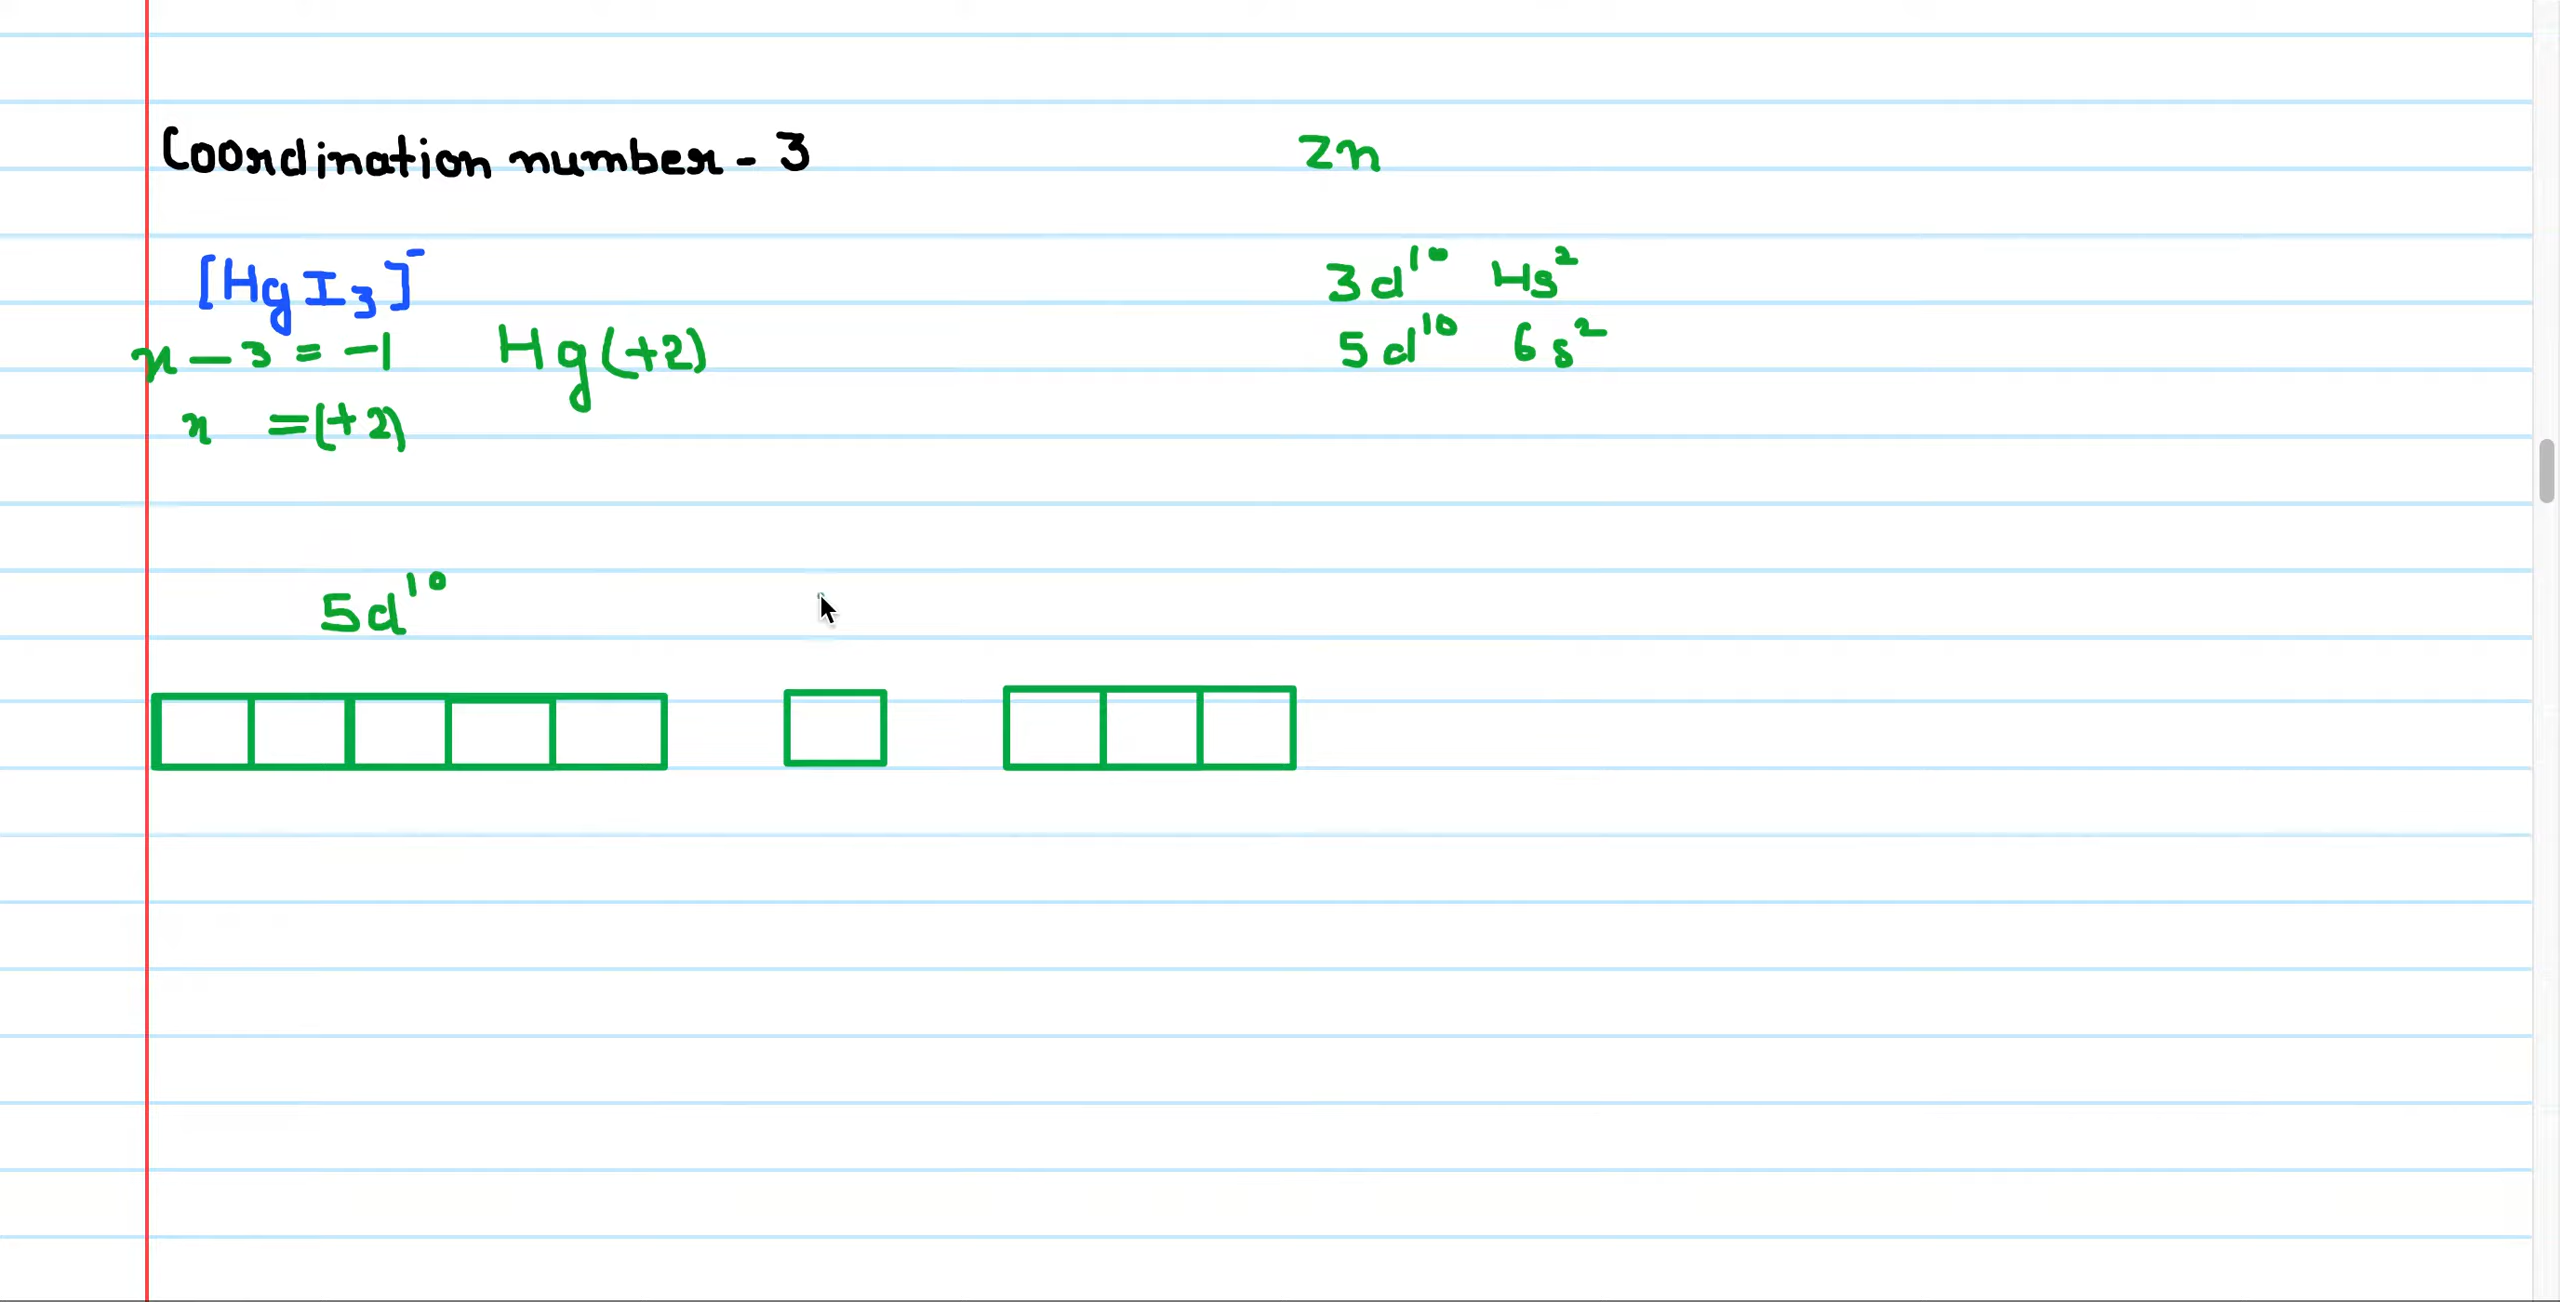 Coordination number - 3
Zn
[HgI₃]⁻
3d¹⁰ 4s²
x - 3 = -1
Hg(+2)
5d¹⁰ 6s²
x = (+2)
5d¹⁰